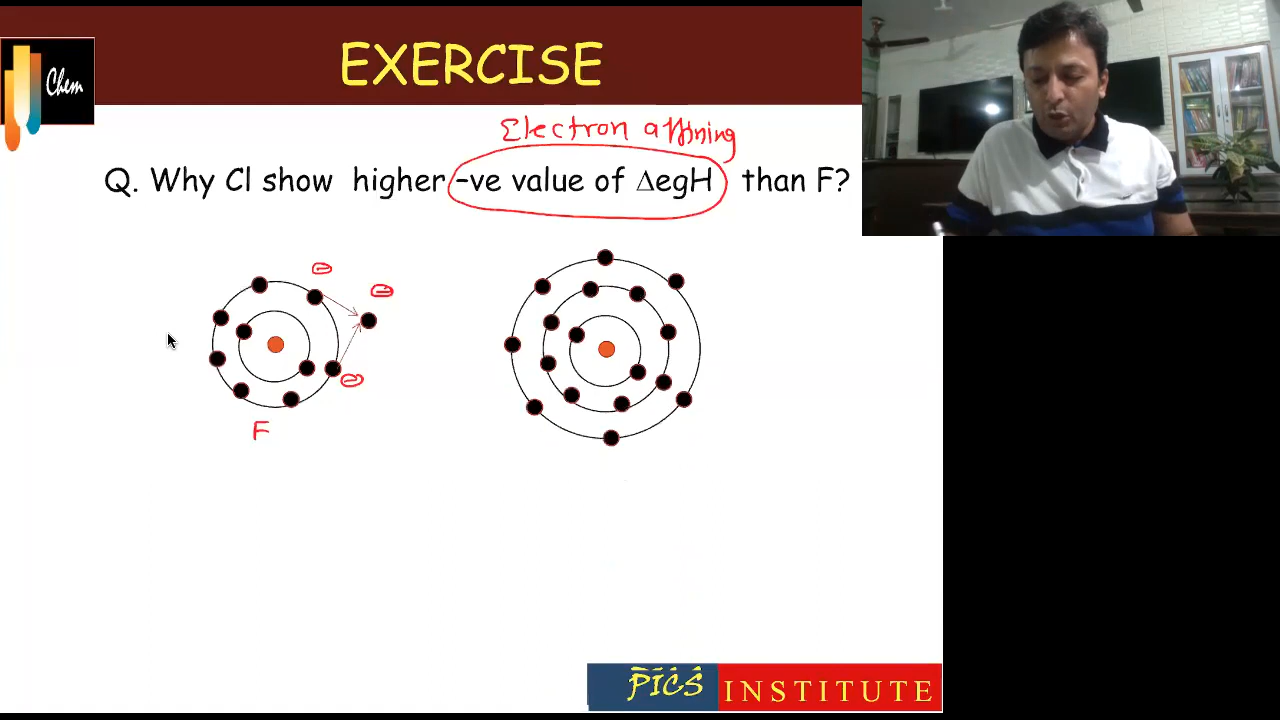 EXERCISE
Chem
Electron affining
Q. Why Cl show higher -ve value of ΔegH than F?
F
PICS INSTITUTE